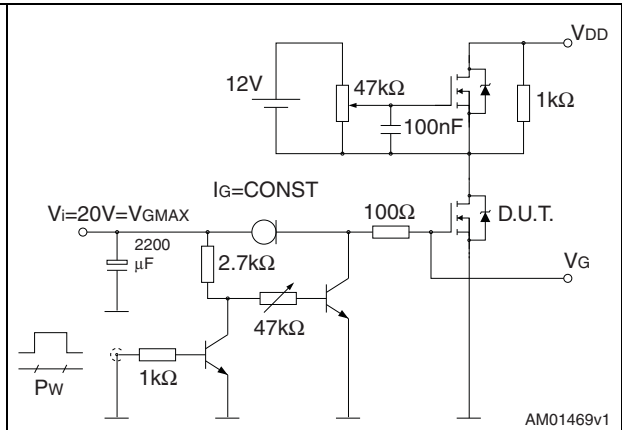 VDD
12V
47kΩ
1kΩ
100nF
IG=CONST
Vi=20V=VGMAX
100Ω
D.U.T.
2200
μF
2.7kΩ
VG
47kΩ
1kΩ
PW
AM01469v1